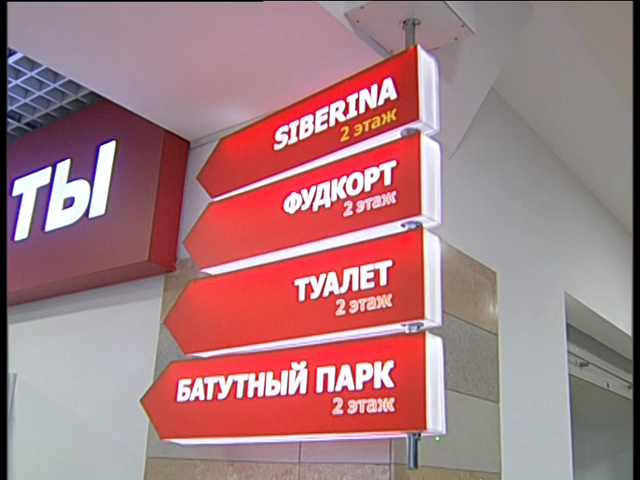 ТЫ
SIBERINA
2 этаж
ФУДКОРТ
2 этаж
ТУАЛЕТ
2 этаж
БАТУТНЫЙ ПАРК
2 этаж